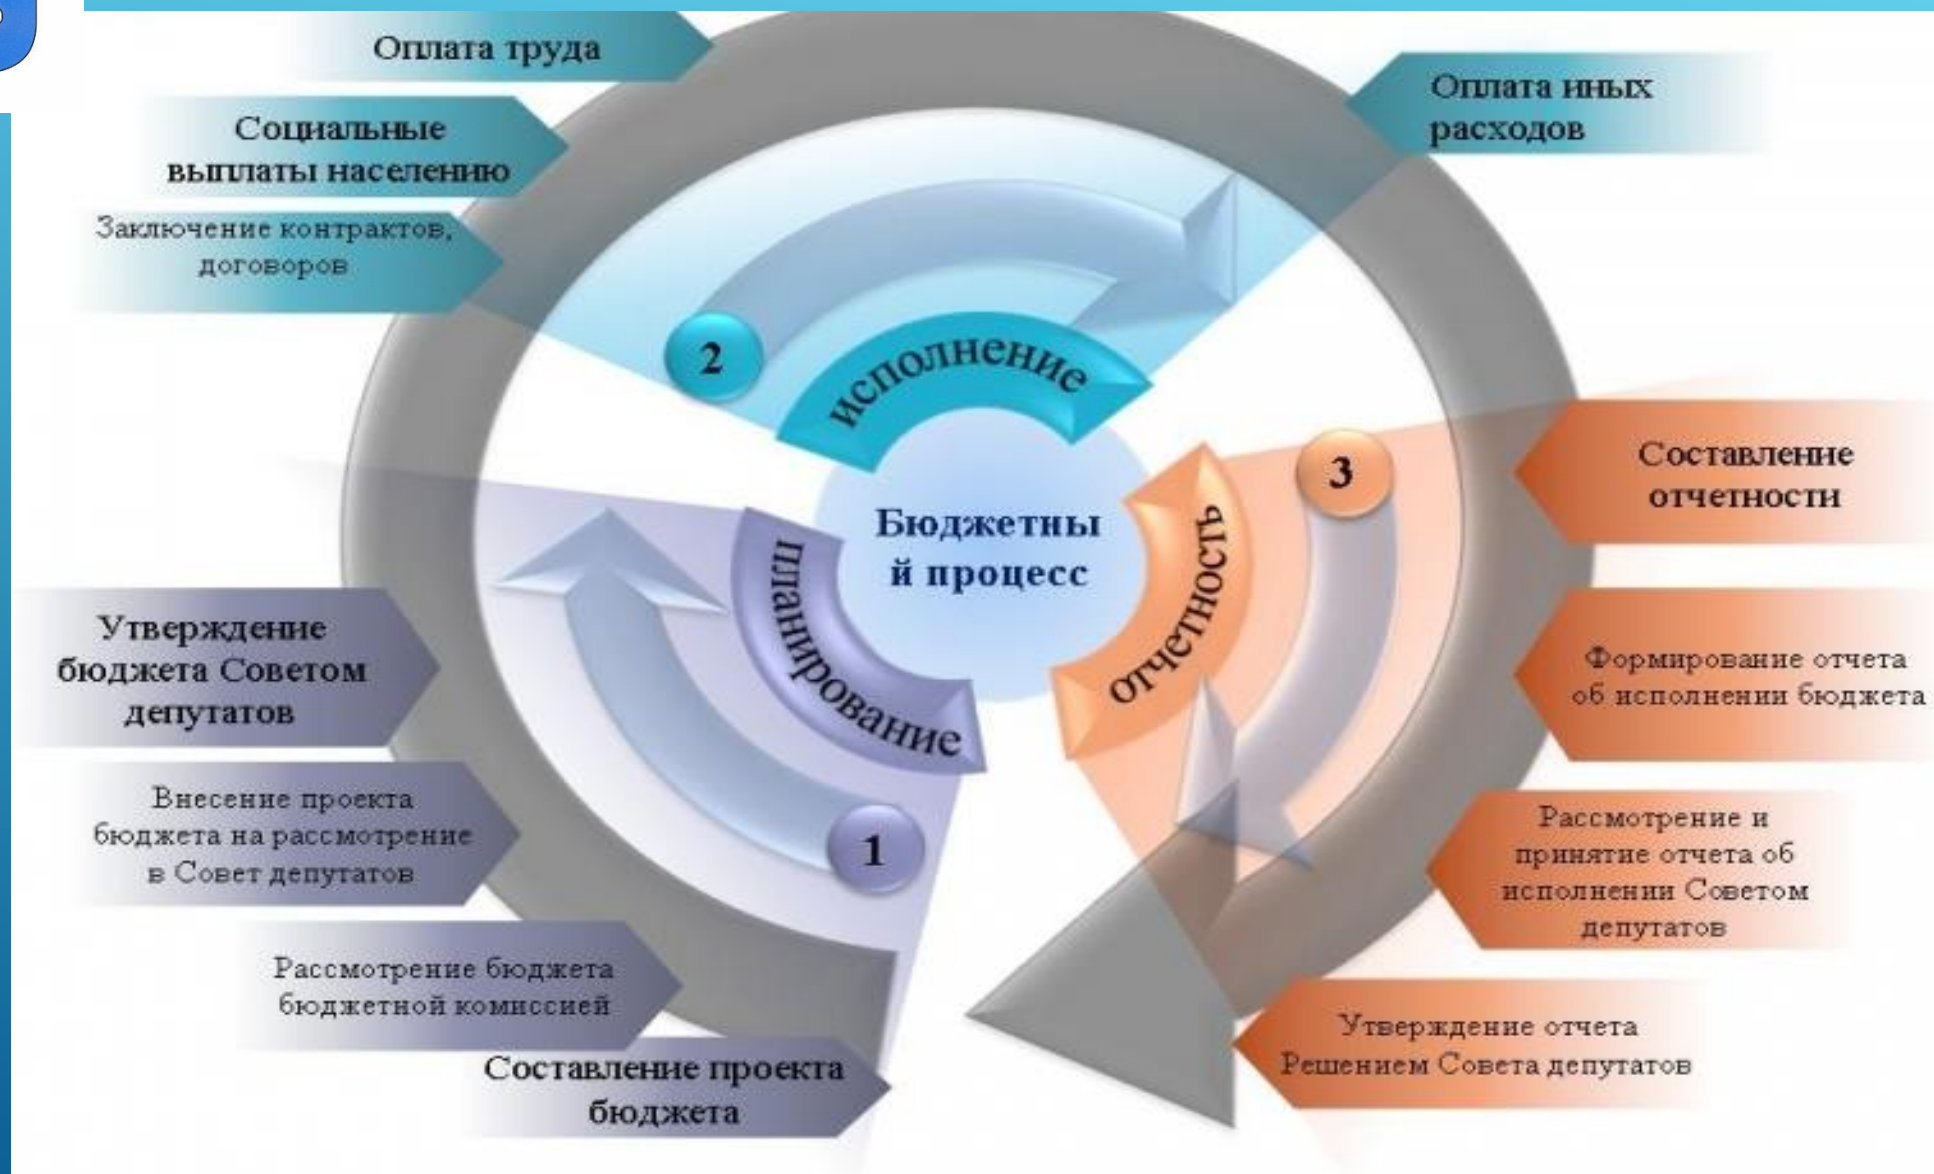 Оплата труда
Социальные
выплаты населению
Заключение контрактов,
договоров
Оплата иных
расходов
2
исполнение
Бюджетны
й процесс
3
отчетность
Составление
отчетности
Формирование отчета
об исполнении бюджета
Рассмотрение и
принятие отчета об
исполнении Советом
депутатов
Утверждение отчета
Решением Совета депутатов
планирование
1
Утверждение
бюджета Советом
депутатов
Внесение проекта
бюджета на рассмотрение
в Совет депутатов
Рассмотрение бюджета
бюджетной комиссией
Составление проекта
бюджета